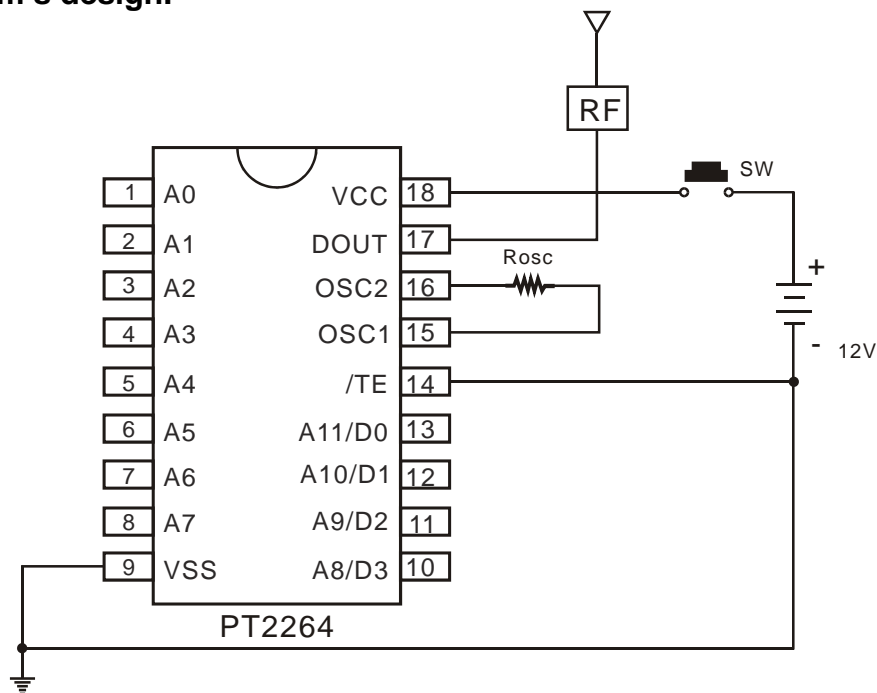 m's design.
RF
SW
1 A0 VCC 18
2 A1 DOUT 17
Rosc
3 A2 OSC2 16
+
4 A3 OSC1 15
- 12V
5 A4 /TE 14
6 A5 A11/D0 13
7 A6 A10/D1 12
8 A7 A9/D2 11
9 VSS A8/D3 10
PT2264